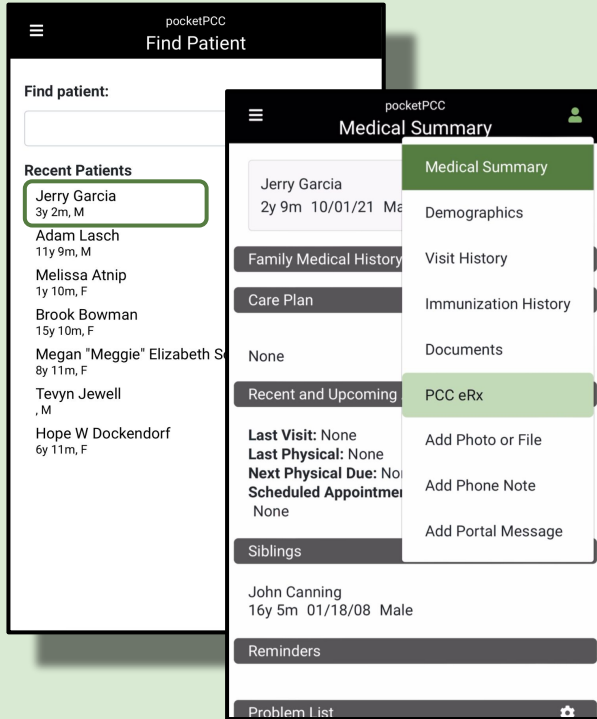 pocketPCC
Find Patient
Find patient:
Recent Patients
Jerry Garcia
3y 2m, M
Adam Lasch
11y 9m, M
Melissa Atnip
1y 10m, F
Brook Bowman
15y 10m, F
Megan "Meggie" Elizabeth
8y 11m, F
Tevyn Jewell
, M
Hope W Dockendorf
6y 11m, F
pocketPCC
Medical Summary
Jerry Garcia
2y 9m 10/01/21 Ma
Family Medical History
Care Plan
None
Recent and Upcoming
Last Visit: None
Last Physical: None
Next Physical Due: No
Scheduled Appointme
None
Siblings
John Canning
16y 5m 01/18/08 Male
Reminders
Problem List
Medical Summary
Demographics
Visit History
Immunization History
Documents
PCC eRx
Add Photo or File
Add Phone Note
Add Portal Message